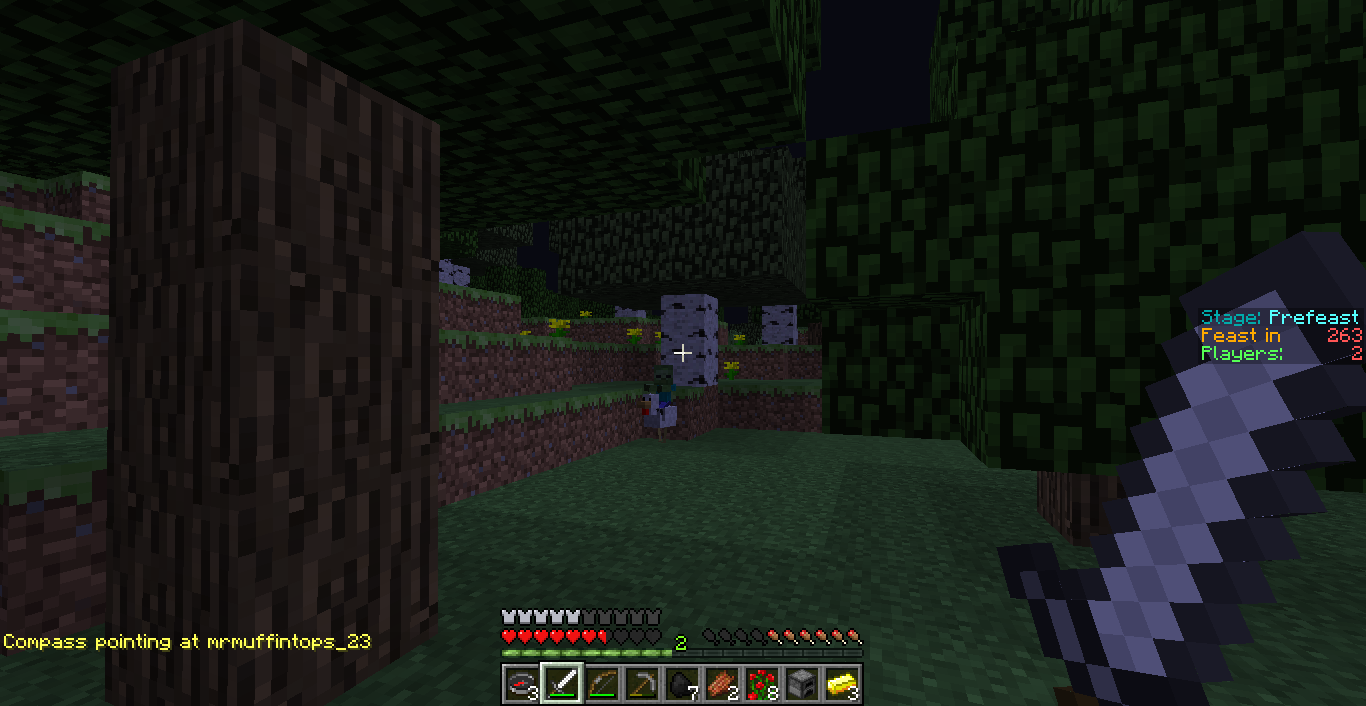 Stage: Prefeast
Feast in 263
Players: 2
Compass pointing at mrmuffintops_23
2
3 7 2 8 3